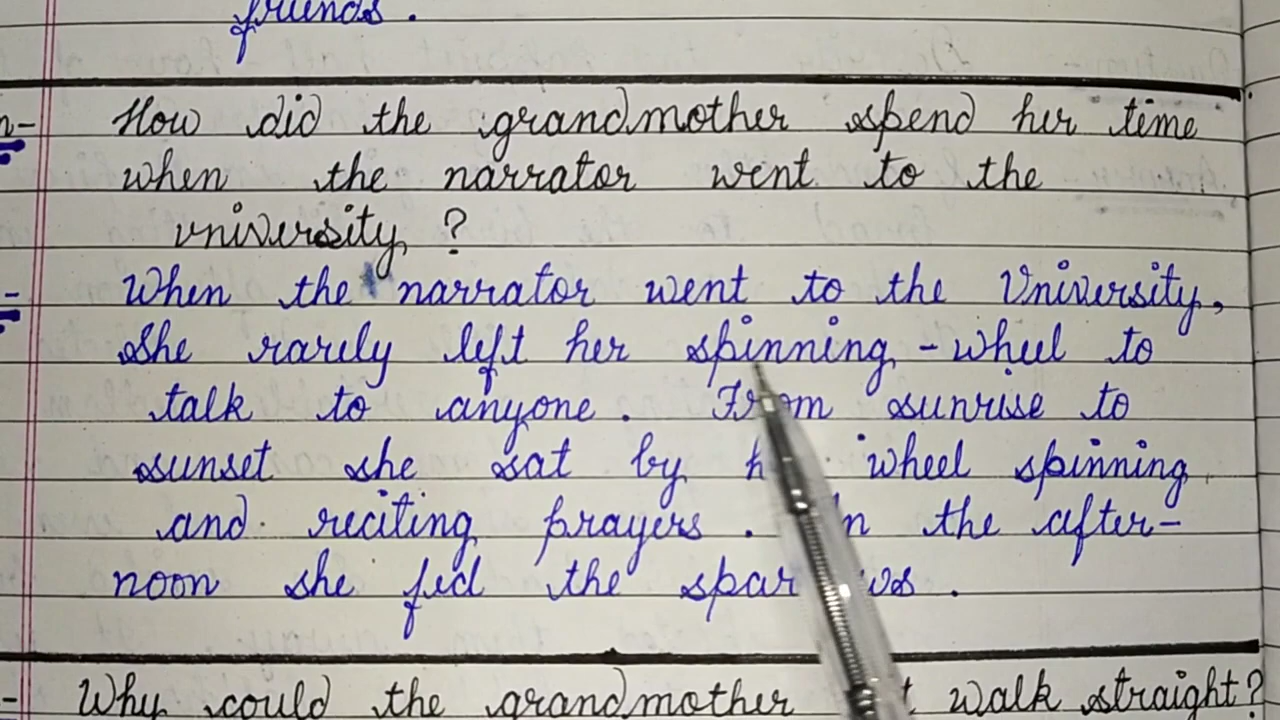 friends.
How did the grandmother spend her time
when the narrator went to the
university?
When the narrator went to the University,
She rarely left her spinning-wheel to
talk to anyone. From sunrise to
sunset she sat by wheel spinning
and reciting prayers. the after-
noon she fed the .
Why could the grandmother walk straight?